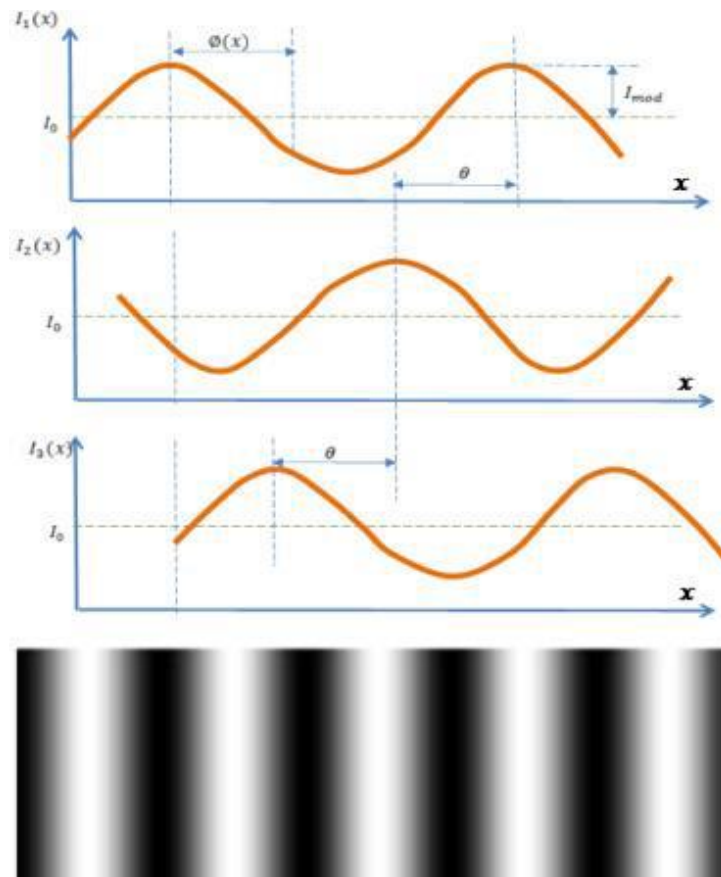 I₁(x)
Ø(x)
I₀
I_mod
θ
x
I₂(x)
I₀
x
I₃(x)
θ
I₀
x